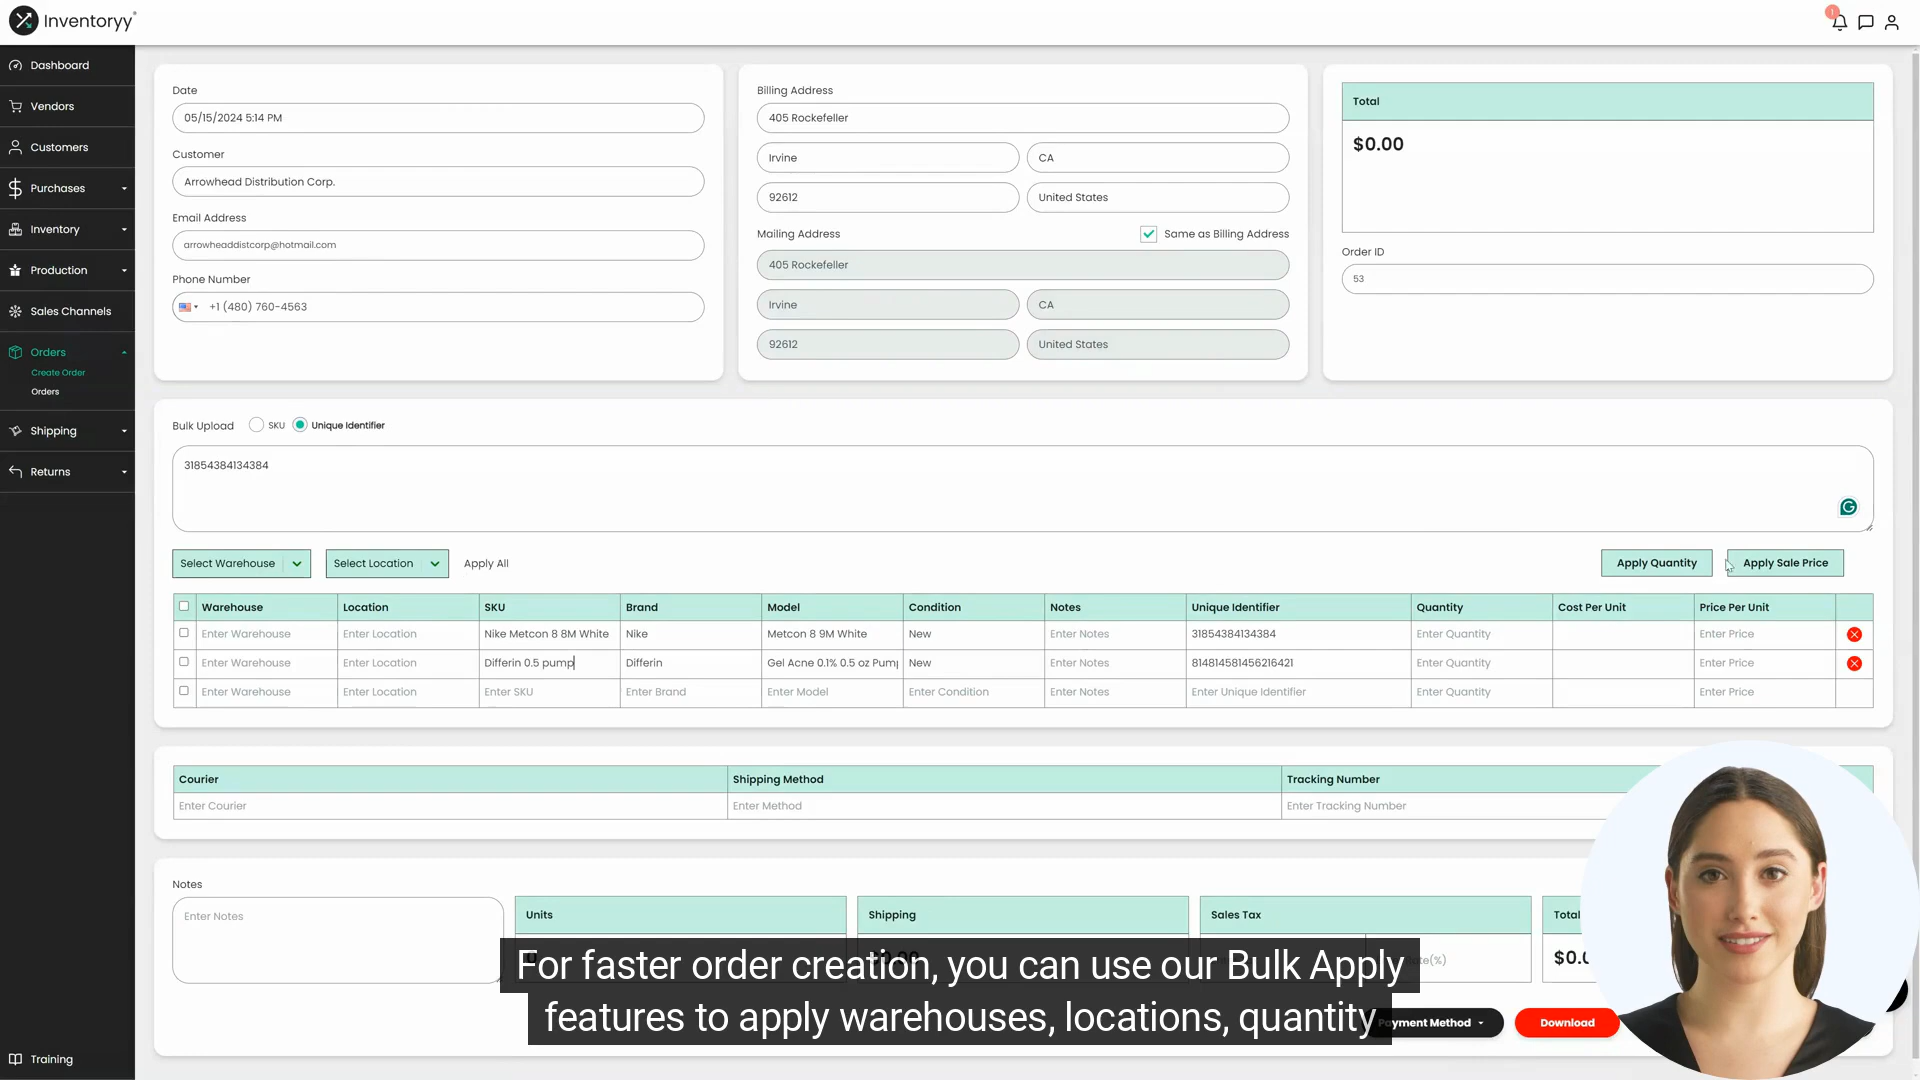 Inventoryy
1
Dashboard
Vendors
Customers
Purchases
Inventory
Production
Sales Channels
Orders
Create Order
Orders
Shipping
Returns
Training
Date
05/15/2024 5:14 PM
Customer
Arrowhead Distribution Corp.
Email Address
arrowheaddistcorp@hotmail.com
Phone Number
+1 (480) 760-4563
Billing Address
405 Rockefeller
Irvine CA
92612 United States
Mailing Address Same as Billing Address
405 Rockefeller
Irvine CA
92612 United States
Total
$0.00
Order ID
53
Bulk Upload SKU Unique Identifier
31854384134384
Select Warehouse Select Location Apply All Apply Quantity Apply Sale Price
Warehouse Location SKU Brand Model Condition Notes Unique Identifier Quantity Cost Per Unit Price Per Unit
Enter Warehouse Enter Location Nike Metcon 8 8M White Nike Metcon 8 9M White New Enter Notes 31854384134384 Enter Quantity Enter Price
Enter Warehouse Enter Location Differin 0.5 pump Differin Gel Acne 0.1% 0.5 oz Pump New Enter Notes 814814581456216421 Enter Quantity Enter Price
Enter Warehouse Enter Location Enter SKU Enter Brand Enter Model Enter Condition Enter Notes Enter Unique Identifier Enter Quantity Enter Price
Courier Shipping Method Tracking Number
Enter Courier Enter Method Enter Tracking Number
Notes
Enter Notes
Units Shipping Sales Tax Total
For faster order creation, you can use our Bulk Apply
features to apply warehouses, locations, quantity
Payment Method Download